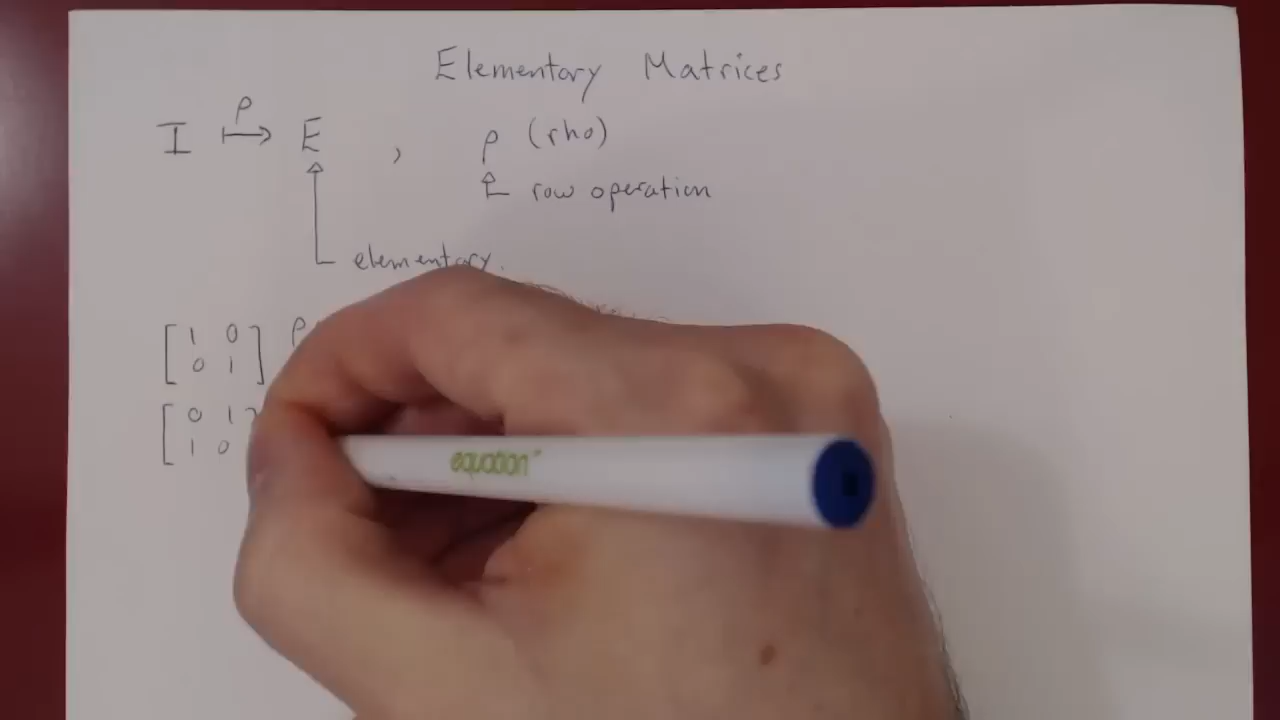 Elementary Matrices
I ρ↦ E , ρ (rho)
row operation
elementary.
[ 1 0 ] ρ
[ 0 1 ]
[ 0 1 ]
[ 1 0
equation